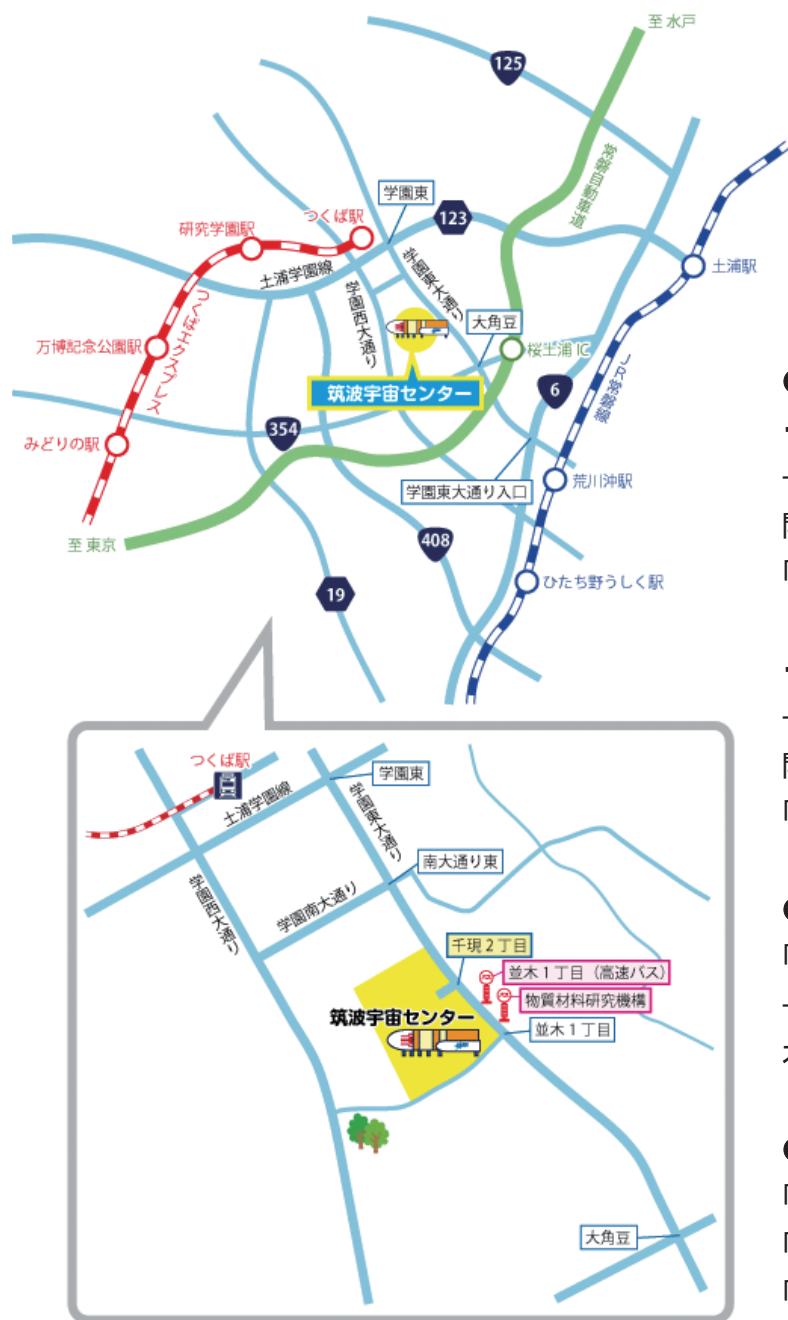 至 水戸
125
常磐自動車道
学園東
つくば駅
123
研究学園駅
土浦学園線
学園東大通り
土浦駅
学園西大通り
大角豆
万博記念公園駅
つくばエクスプレス
桜土浦 IC
JR常磐線
筑波宇宙センター
6
354
みどりの駅
荒川沖駅
学園東大通り入口
至 東京
408
ひたち野うしく駅
19
つくば駅
学園東
土浦学園線
学園東大通り
南大通り東
学園西大通り
学園南大通り
千現2丁目
並木1丁目（高速バス）
物質材料研究機構
筑波宇宙センター
並木1丁目
大角豆